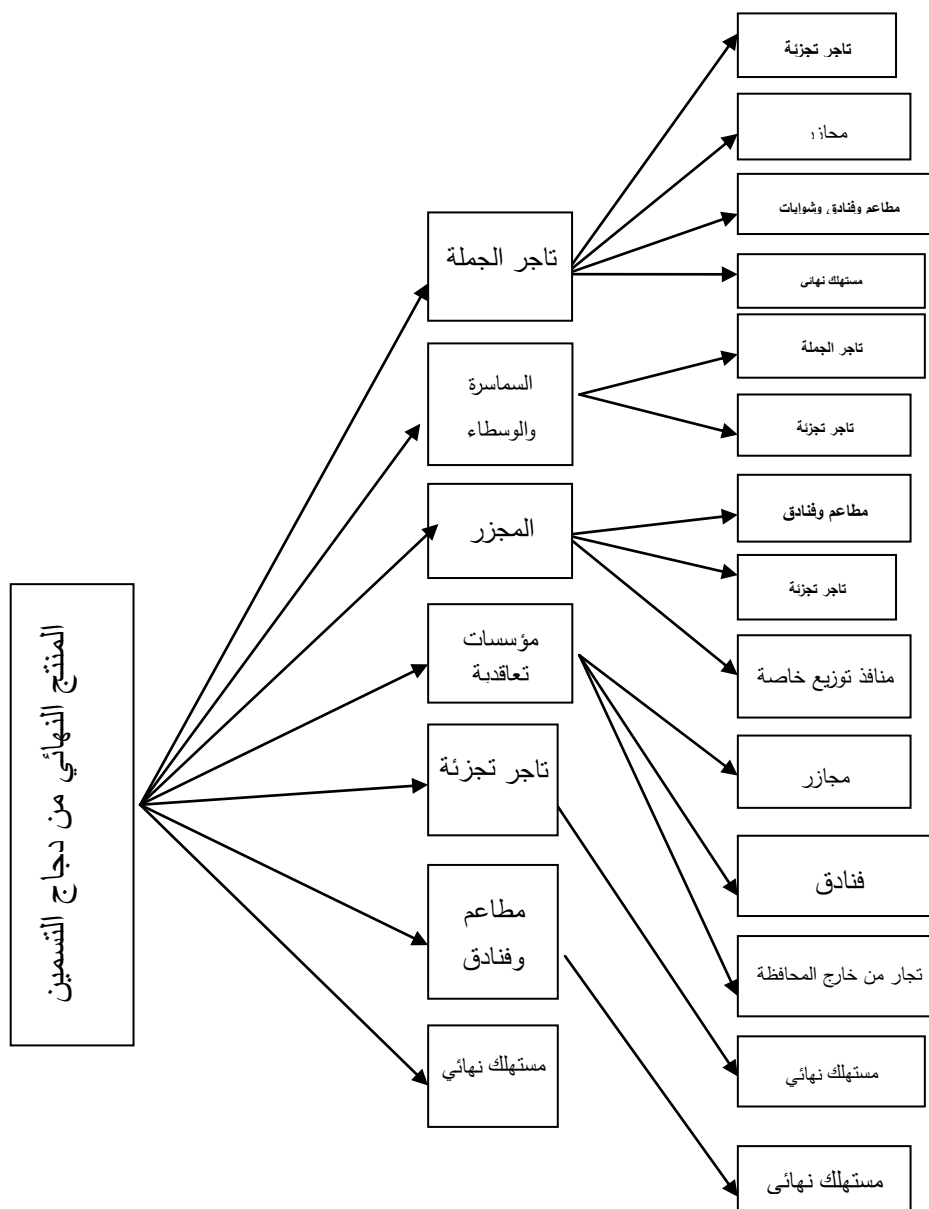 المنتج النهائي من دجاج التسمين
تاجر الجملة
السماسرة
والوسطاء
المجزر
مؤسسات
تعاقدية
تاجر تجزئة
مطاعم
وفنادق
مستهلك نهائي
تاجر تجزئة
مطاعم وفنادق وشوايات
مستهلك نهائي
تاجر الجملة
تاجر تجزئة
مطاعم وفنادق
تاجر تجزئة
منافذ توزيع خاصة
مجازر
فنادق
تجار من خارج المحافظة
مستهلك نهائي
مستهلك نهائي